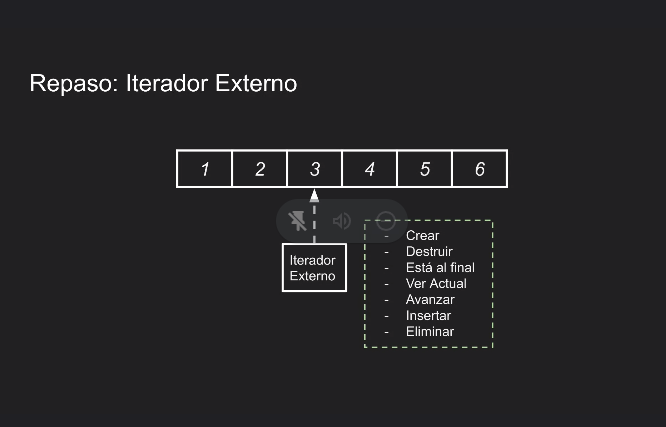 Repaso: Iterador Externo
1 2 3 4 5 6
Iterador
Externo
- Crear
- Destruir
- Está al final
- Ver Actual
- Avanzar
- Insertar
- Eliminar